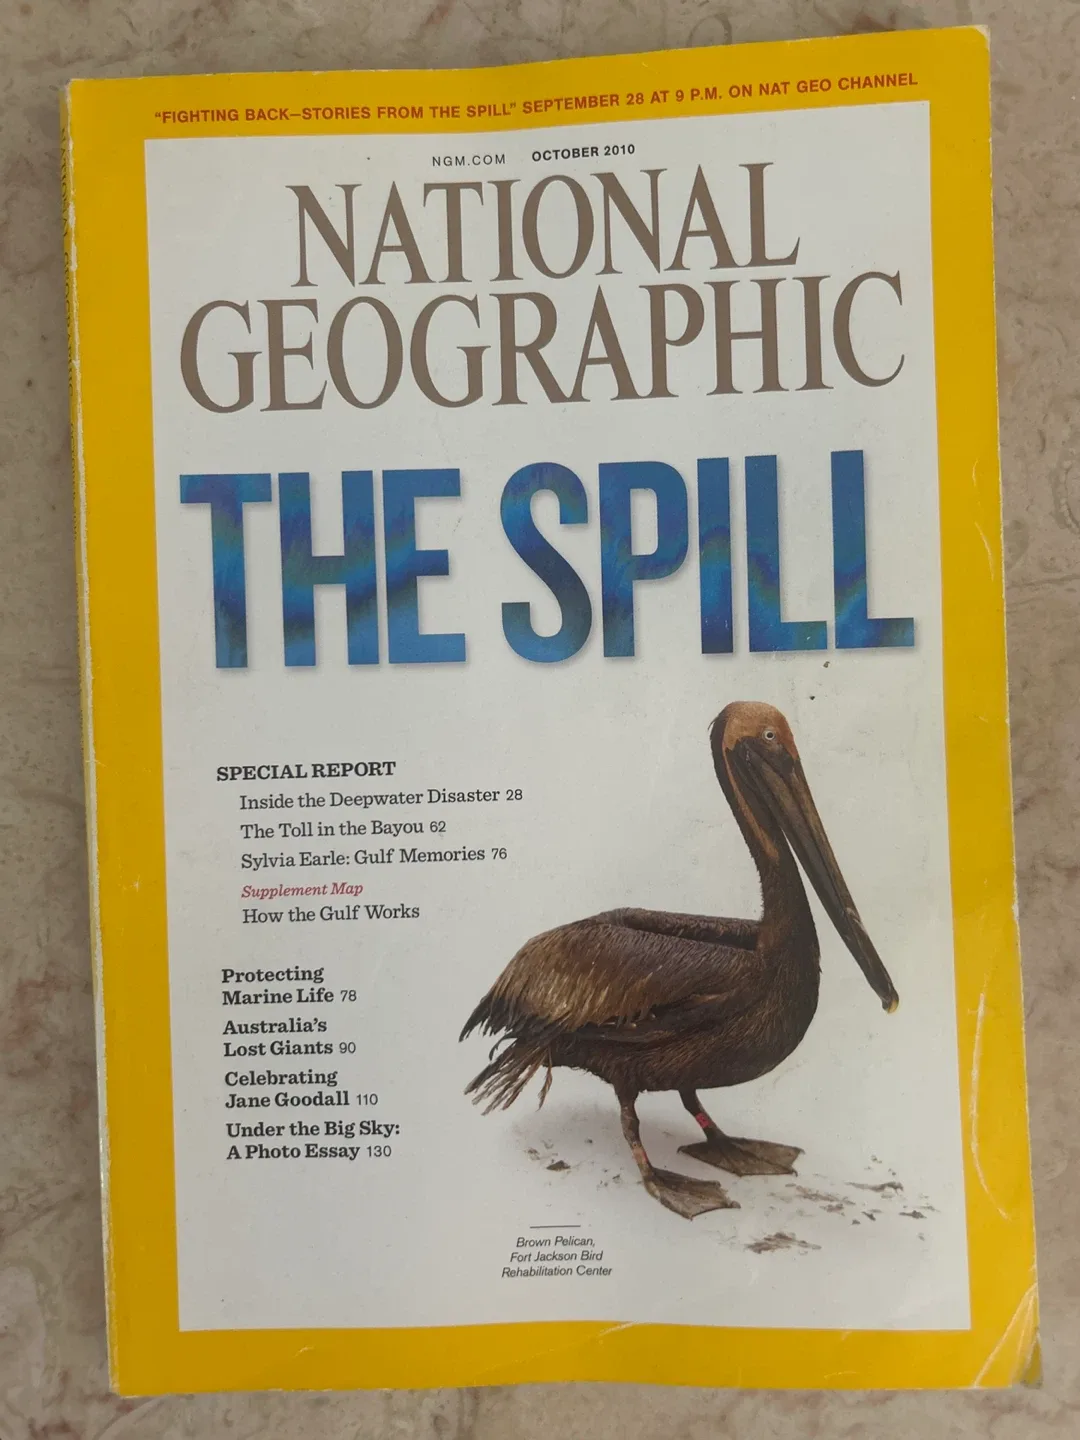 "FIGHTING BACK—STORIES FROM THE SPILL" SEPTEMBER 28 AT 9 P.M. ON NAT GEO CHANNEL
NGM.COM OCTOBER 2010
NATIONAL
GEOGRAPHIC
THE SPILL
SPECIAL REPORT
Inside the Deepwater Disaster 28
The Toll in the Bayou 62
Sylvia Earle: Gulf Memories 76
Supplement Map
How the Gulf Works
Protecting
Marine Life 78
Australia's
Lost Giants 90
Celebrating
Jane Goodall 110
Under the Big Sky:
A Photo Essay 130
Brown Pelican,
Fort Jackson Bird
Rehabilitation Center